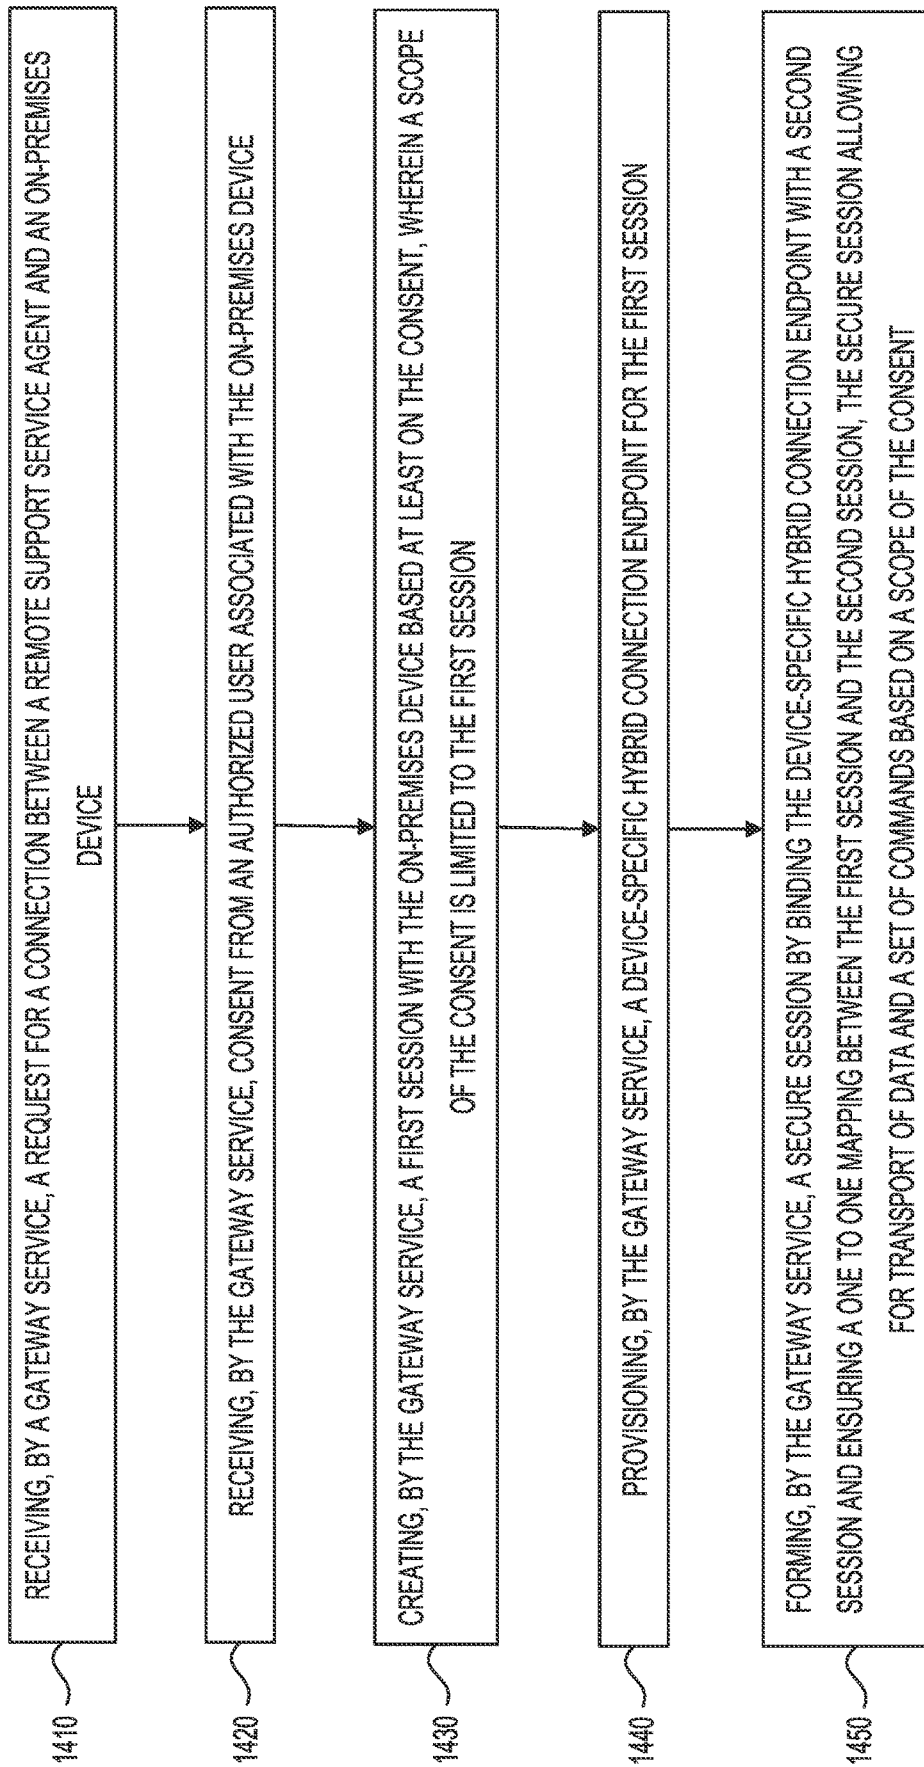 1410
RECEIVING, BY A GATEWAY SERVICE, A REQUEST FOR A CONNECTION BETWEEN A REMOTE SUPPORT SERVICE AGENT AND AN ON-PREMISES
DEVICE
1420
RECEIVING, BY THE GATEWAY SERVICE, CONSENT FROM AN AUTHORIZED USER ASSOCIATED WITH THE ON-PREMISES DEVICE
1430
CREATING, BY THE GATEWAY SERVICE, A FIRST SESSION WITH THE ON-PREMISES DEVICE BASED AT LEAST ON THE CONSENT, WHEREIN A SCOPE
OF THE CONSENT IS LIMITED TO THE FIRST SESSION
1440
PROVISIONING, BY THE GATEWAY SERVICE, A DEVICE-SPECIFIC HYBRID CONNECTION ENDPOINT FOR THE FIRST SESSION
1450
FORMING, BY THE GATEWAY SERVICE, A SECURE SESSION BY BINDING THE DEVICE-SPECIFIC HYBRID CONNECTION ENDPOINT WITH A SECOND
SESSION AND ENSURING A ONE TO ONE MAPPING BETWEEN THE FIRST SESSION AND THE SECOND SESSION, THE SECURE SESSION ALLOWING
FOR TRANSPORT OF DATA AND A SET OF COMMANDS BASED ON A SCOPE OF THE CONSENT